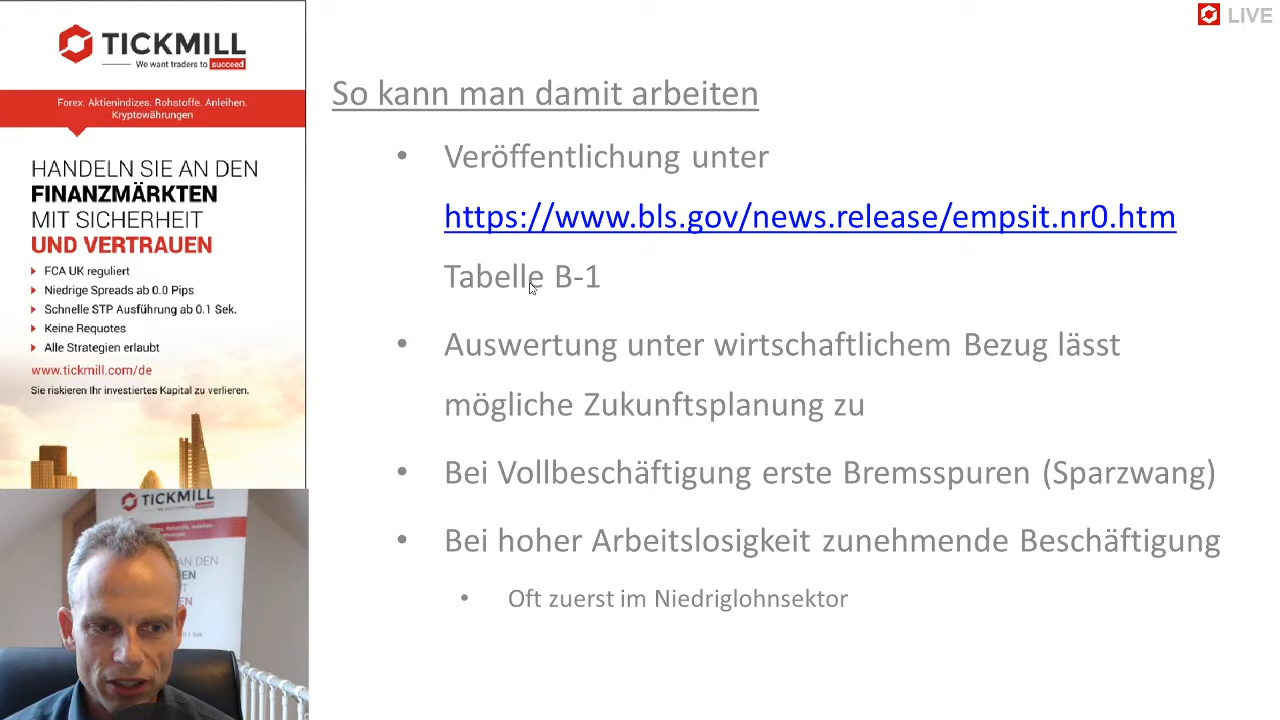 TICKMILL
We want traders to succeed
Forex. Aktienindizes. Rohstoffe. Anleihen.
Kryptowährungen
HANDELN SIE AN DEN
FINANZMÄRKTEN
MIT SICHERHEIT
UND VERTRAUEN
FCA UK reguliert
Niedrige Spreads ab 0.0 Pips
Schnelle STP Ausführung ab 0.1 Sek.
Keine Requotes
Alle Strategien erlaubt
www.tickmill.com/de
Sie riskieren Ihr investiertes Kapital zu verlieren.
LIVE
So kann man damit arbeiten
• Veröffentlichung unter
https://www.bls.gov/news.release/empsit.nr0.htm
Tabelle B-1
• Auswertung unter wirtschaftlichem Bezug lässt
mögliche Zukunftsplanung zu
• Bei Vollbeschäftigung erste Bremsspuren (Sparzwang)
• Bei hoher Arbeitslosigkeit zunehmende Beschäftigung
• Oft zuerst im Niedriglohnsektor
TICKMILL
AN DEN